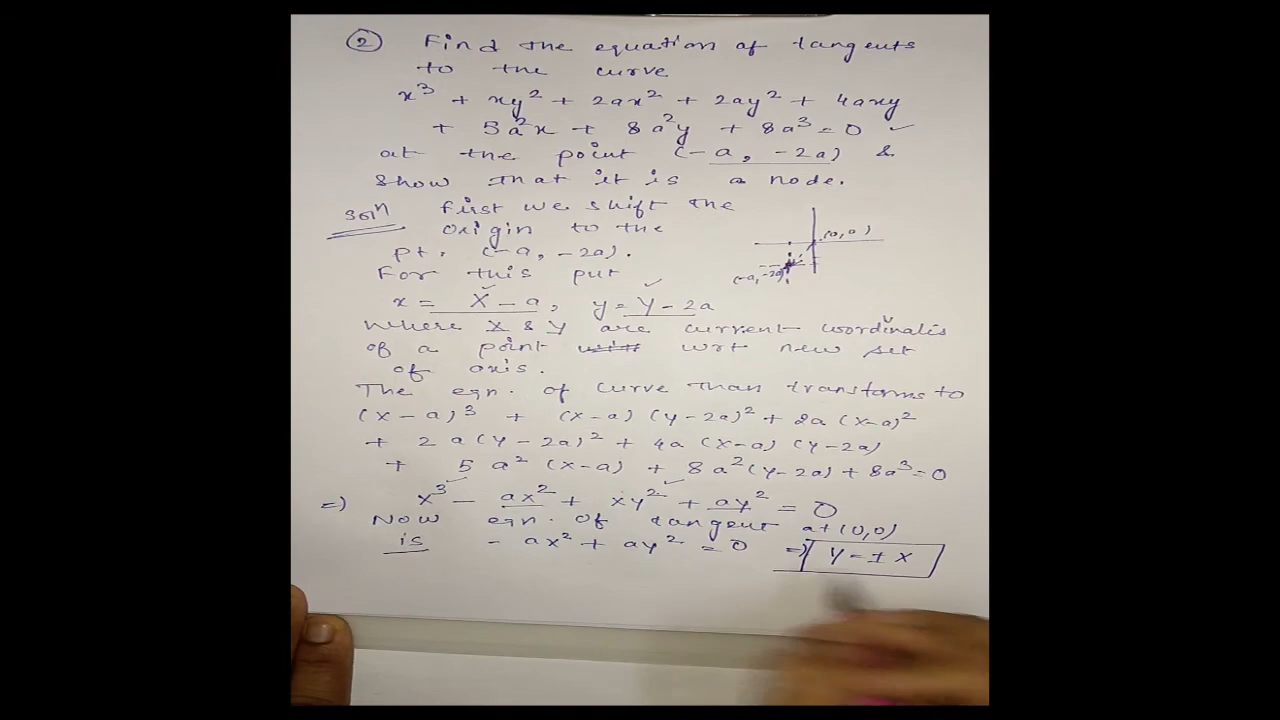 ② Find the equation of tangents
to the curve
x³ + xy² + 2ax² + 2ay² + 4axy
+ 5a²x + 8a²y + 8a³ = 0 ✓
at the point (-a, -2a) &
show that it is a node.
Solⁿ First we shift the
origin to the
pt. (-a, -2a).
(0,0)
(-a,-2a)
For this put
x = X - a, y = Y - 2a
where X & Y are current coordinates
of a point wrt new set
of axis.
The eqn. of curve than transforms to
(X-a)³ + (X-a) (Y-2a)² + 2a (X-a)²
+ 2a(Y-2a)² + 4a (X-a) (Y-2a)
+ 5a² (X-a) + 8a²(Y-2a) + 8a³ = 0
=) X³ - aX² + XY² + aY² = 0
Now eqn. of tangent at (0,0)
is - aX² + aY² = 0 =) Y = ± X